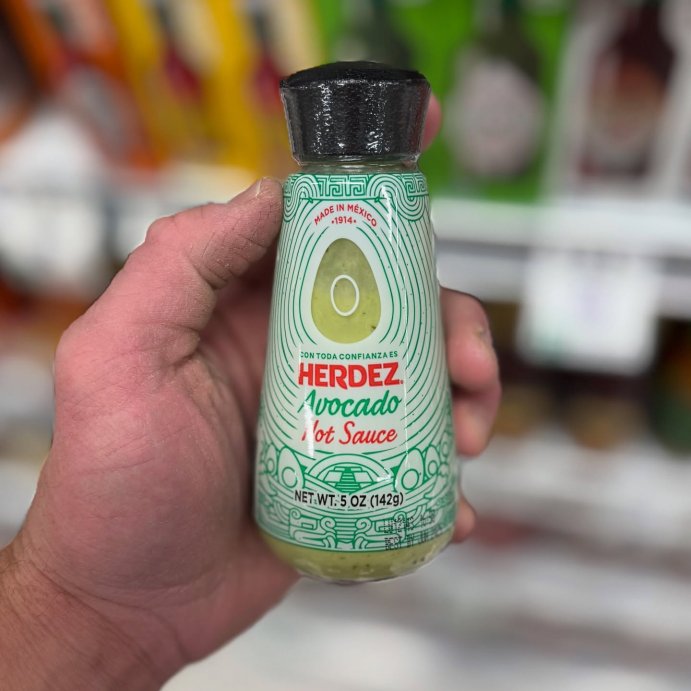 MADE IN MÉXICO
•1914•
CON TODA CONFIANZA ES
HERDEZ®
Avocado
Hot Sauce
NET WT. 5 OZ (142g)